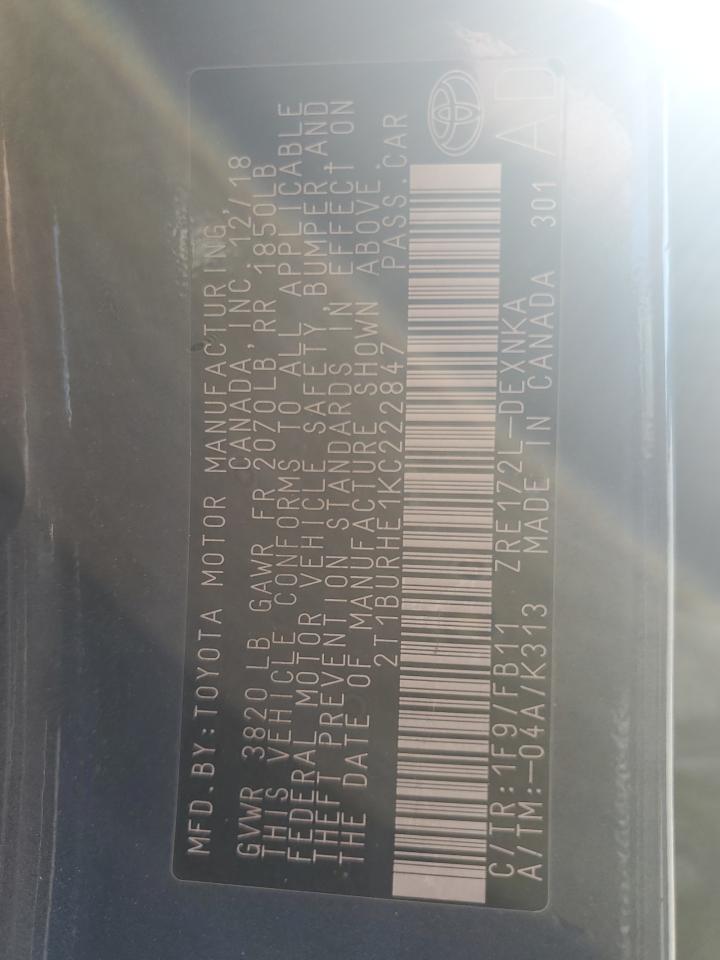 MFD.BY:TOYOTA MOTOR MANUFACTURING,
CANADA,INC. 12/18
GVWR 3820LB GAWR FR 2070LB,RR 1850LB
THIS VEHICLE CONFORMS TO ALL APPLICABLE
FEDERAL MOTOR VEHICLE SAFETY,BUMPER,AND
THEFT PREVENTION STANDARDS IN EFFECT ON
THE DATE OF MANUFACTURE SHOWN ABOVE.
2T1BURHE1KC222847 PASS.CAR
C/TR:1F9/FB11 ZRE172L-DEXNKA
A/TM:-04A/K313 MADE IN CANADA 301
AD